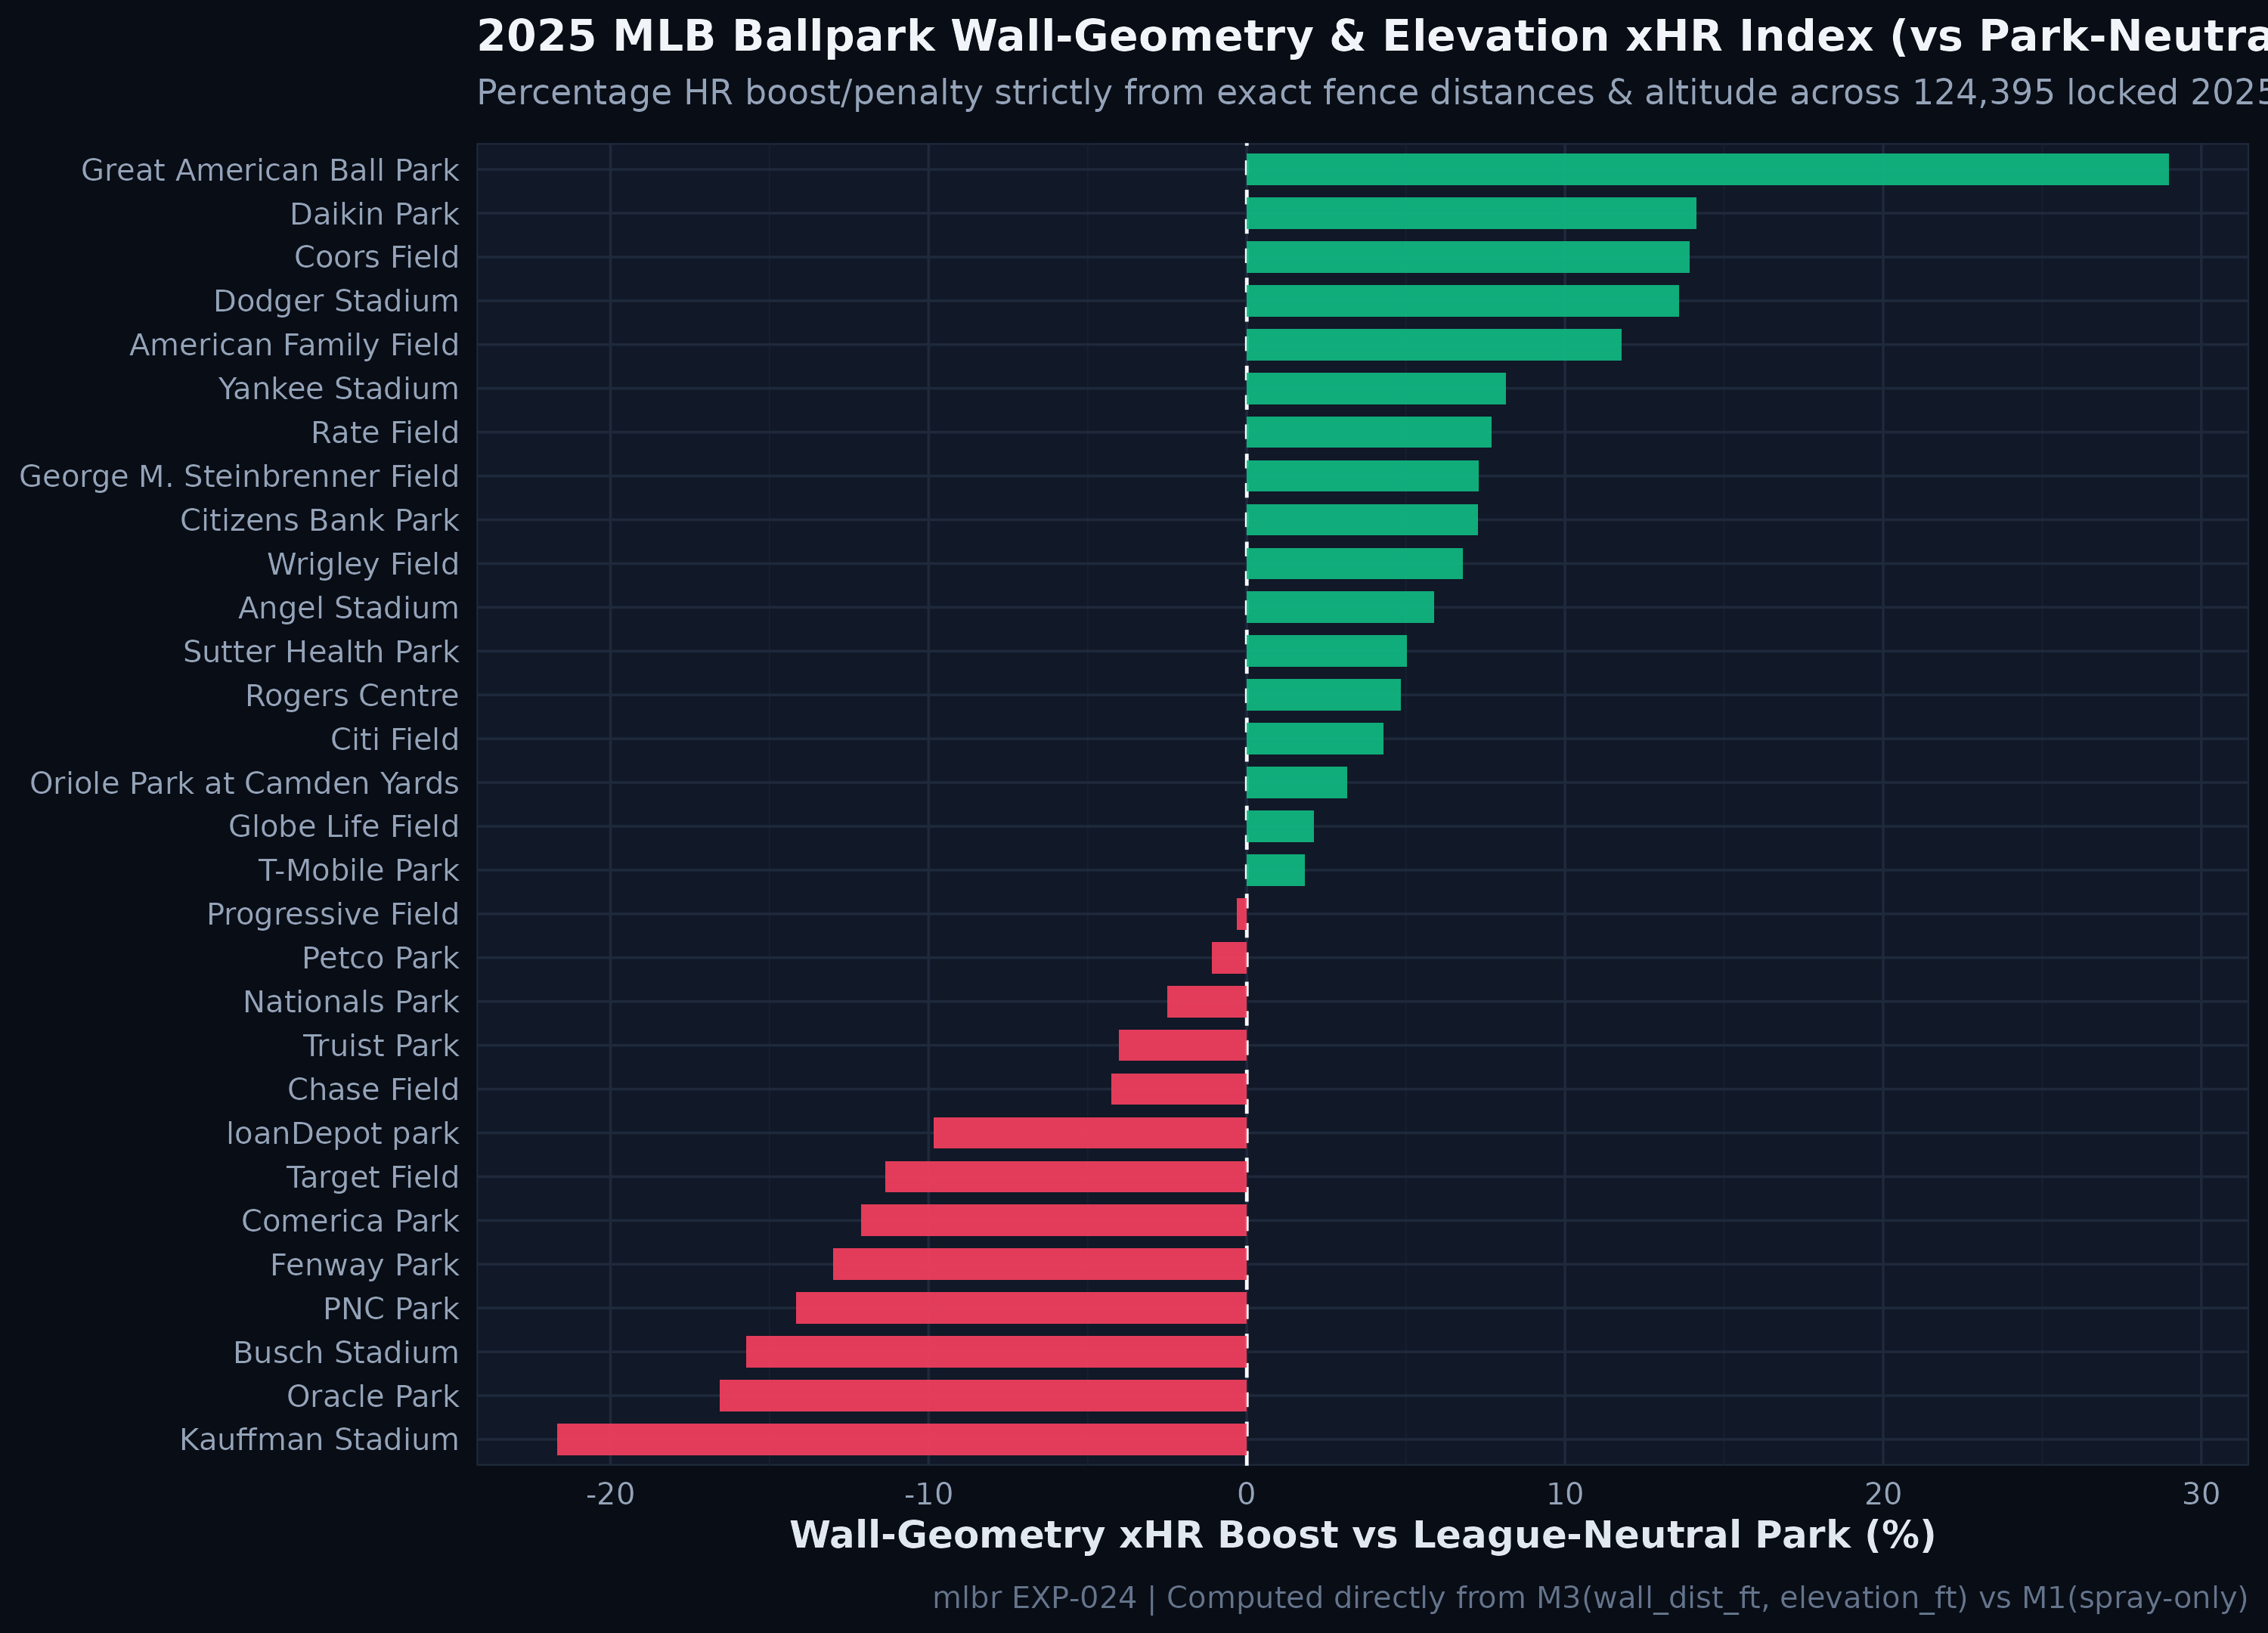 2025 MLB Ballpark Wall-Geometry & Elevation xHR Index (vs Park-Neutra
Percentage HR boost/penalty strictly from exact fence distances & altitude across 124,395 locked 2025
Great American Ball Park
Daikin Park
Coors Field
Dodger Stadium
American Family Field
Yankee Stadium
Rate Field
George M. Steinbrenner Field
Citizens Bank Park
Wrigley Field
Angel Stadium
Sutter Health Park
Rogers Centre
Citi Field
Oriole Park at Camden Yards
Globe Life Field
T-Mobile Park
Progressive Field
Petco Park
Nationals Park
Truist Park
Chase Field
loanDepot park
Target Field
Comerica Park
Fenway Park
PNC Park
Busch Stadium
Oracle Park
Kauffman Stadium
-20 -10 0 10 20 30
Wall-Geometry xHR Boost vs League-Neutral Park (%)
mlbr EXP-024 | Computed directly from M3(wall_dist_ft, elevation_ft) vs M1(spray-only)